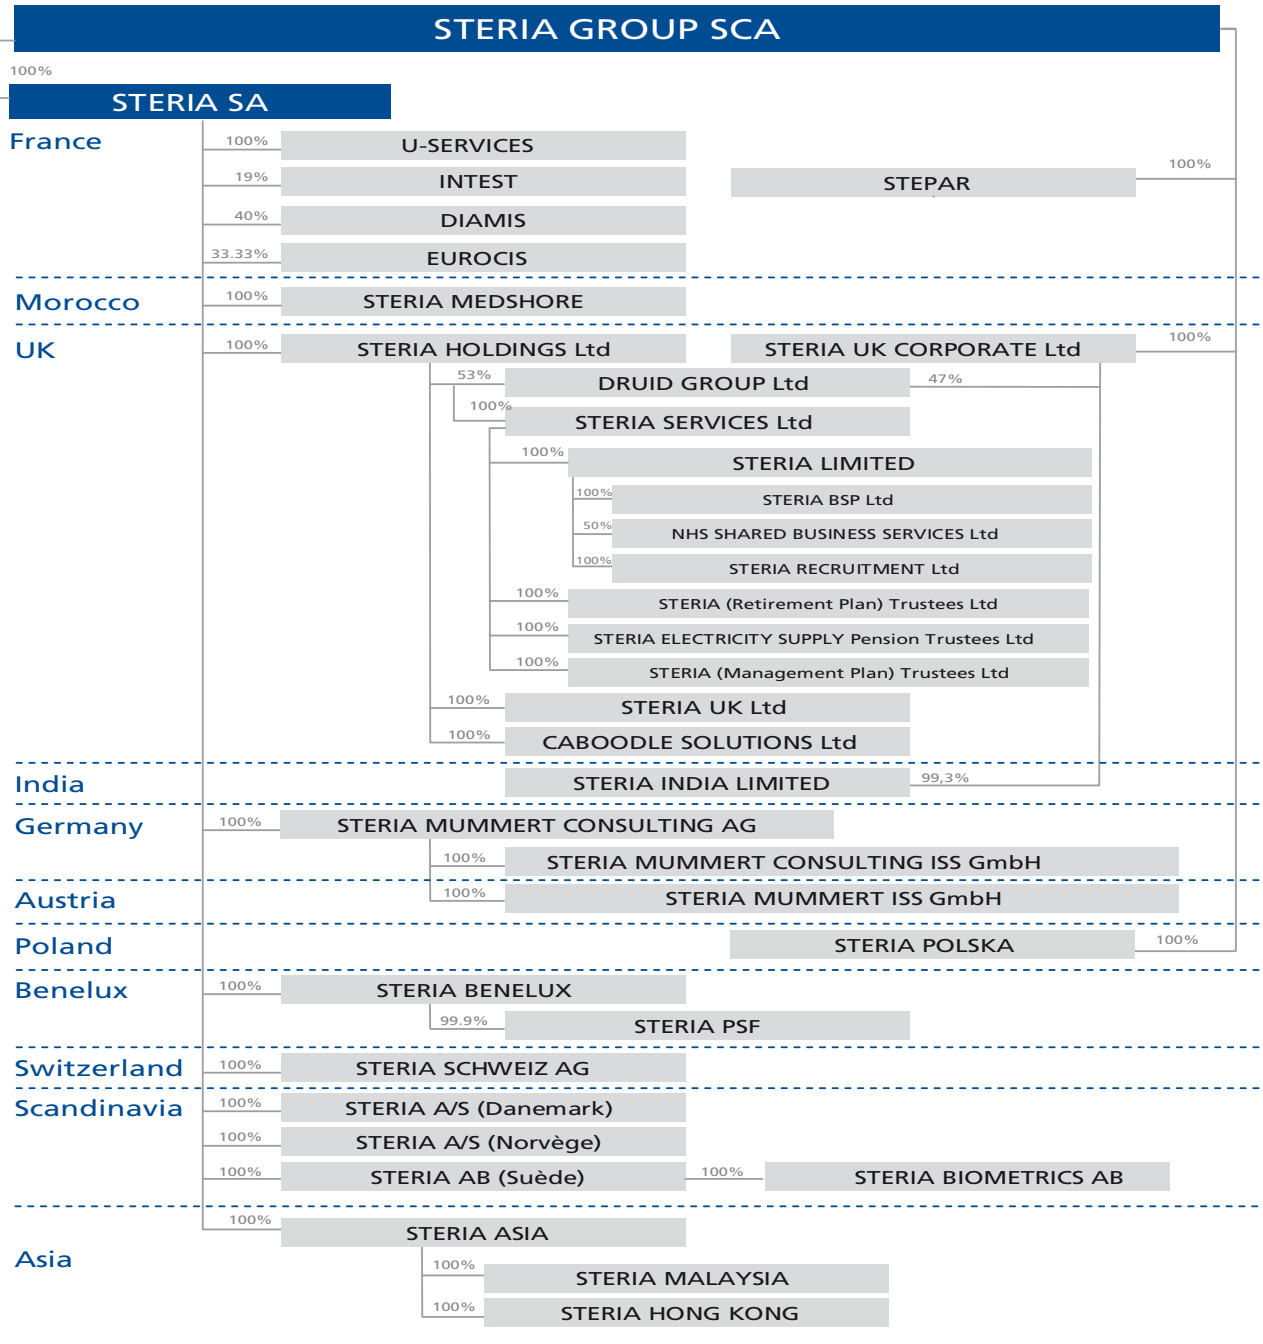 STERIA GROUP SCA
100%
STERIA SA
France
100%
U-SERVICES
19%
INTEST
STEPAR
100%
40%
DIAMIS
33.33%
EUROCIS
Morocco
100%
STERIA MEDSHORE
UK
100%
STERIA HOLDINGS Ltd
STERIA UK CORPORATE Ltd
100%
53%
DRUID GROUP Ltd
47%
100%
STERIA SERVICES Ltd
100%
STERIA LIMITED
100%
STERIA BSP Ltd
50%
NHS SHARED BUSINESS SERVICES Ltd
100%
STERIA RECRUITMENT Ltd
100%
STERIA (Retirement Plan) Trustees Ltd
100%
STERIA ELECTRICITY SUPPLY Pension Trustees Ltd
100%
STERIA (Management Plan) Trustees Ltd
100%
STERIA UK Ltd
100%
CABOODLE SOLUTIONS Ltd
India
STERIA INDIA LIMITED
99,3%
Germany
100%
STERIA MUMMERT CONSULTING AG
100%
STERIA MUMMERT CONSULTING ISS GmbH
Austria
100%
STERIA MUMMERT ISS GmbH
Poland
STERIA POLSKA
100%
Benelux
100%
STERIA BENELUX
99.9%
STERIA PSF
Switzerland
100%
STERIA SCHWEIZ AG
Scandinavia
100%
STERIA A/S (Danemark)
100%
STERIA A/S (Norvège)
100%
STERIA AB (Suède)
100%
STERIA BIOMETRICS AB
Asia
100%
STERIA ASIA
100%
STERIA MALAYSIA
100%
STERIA HONG KONG